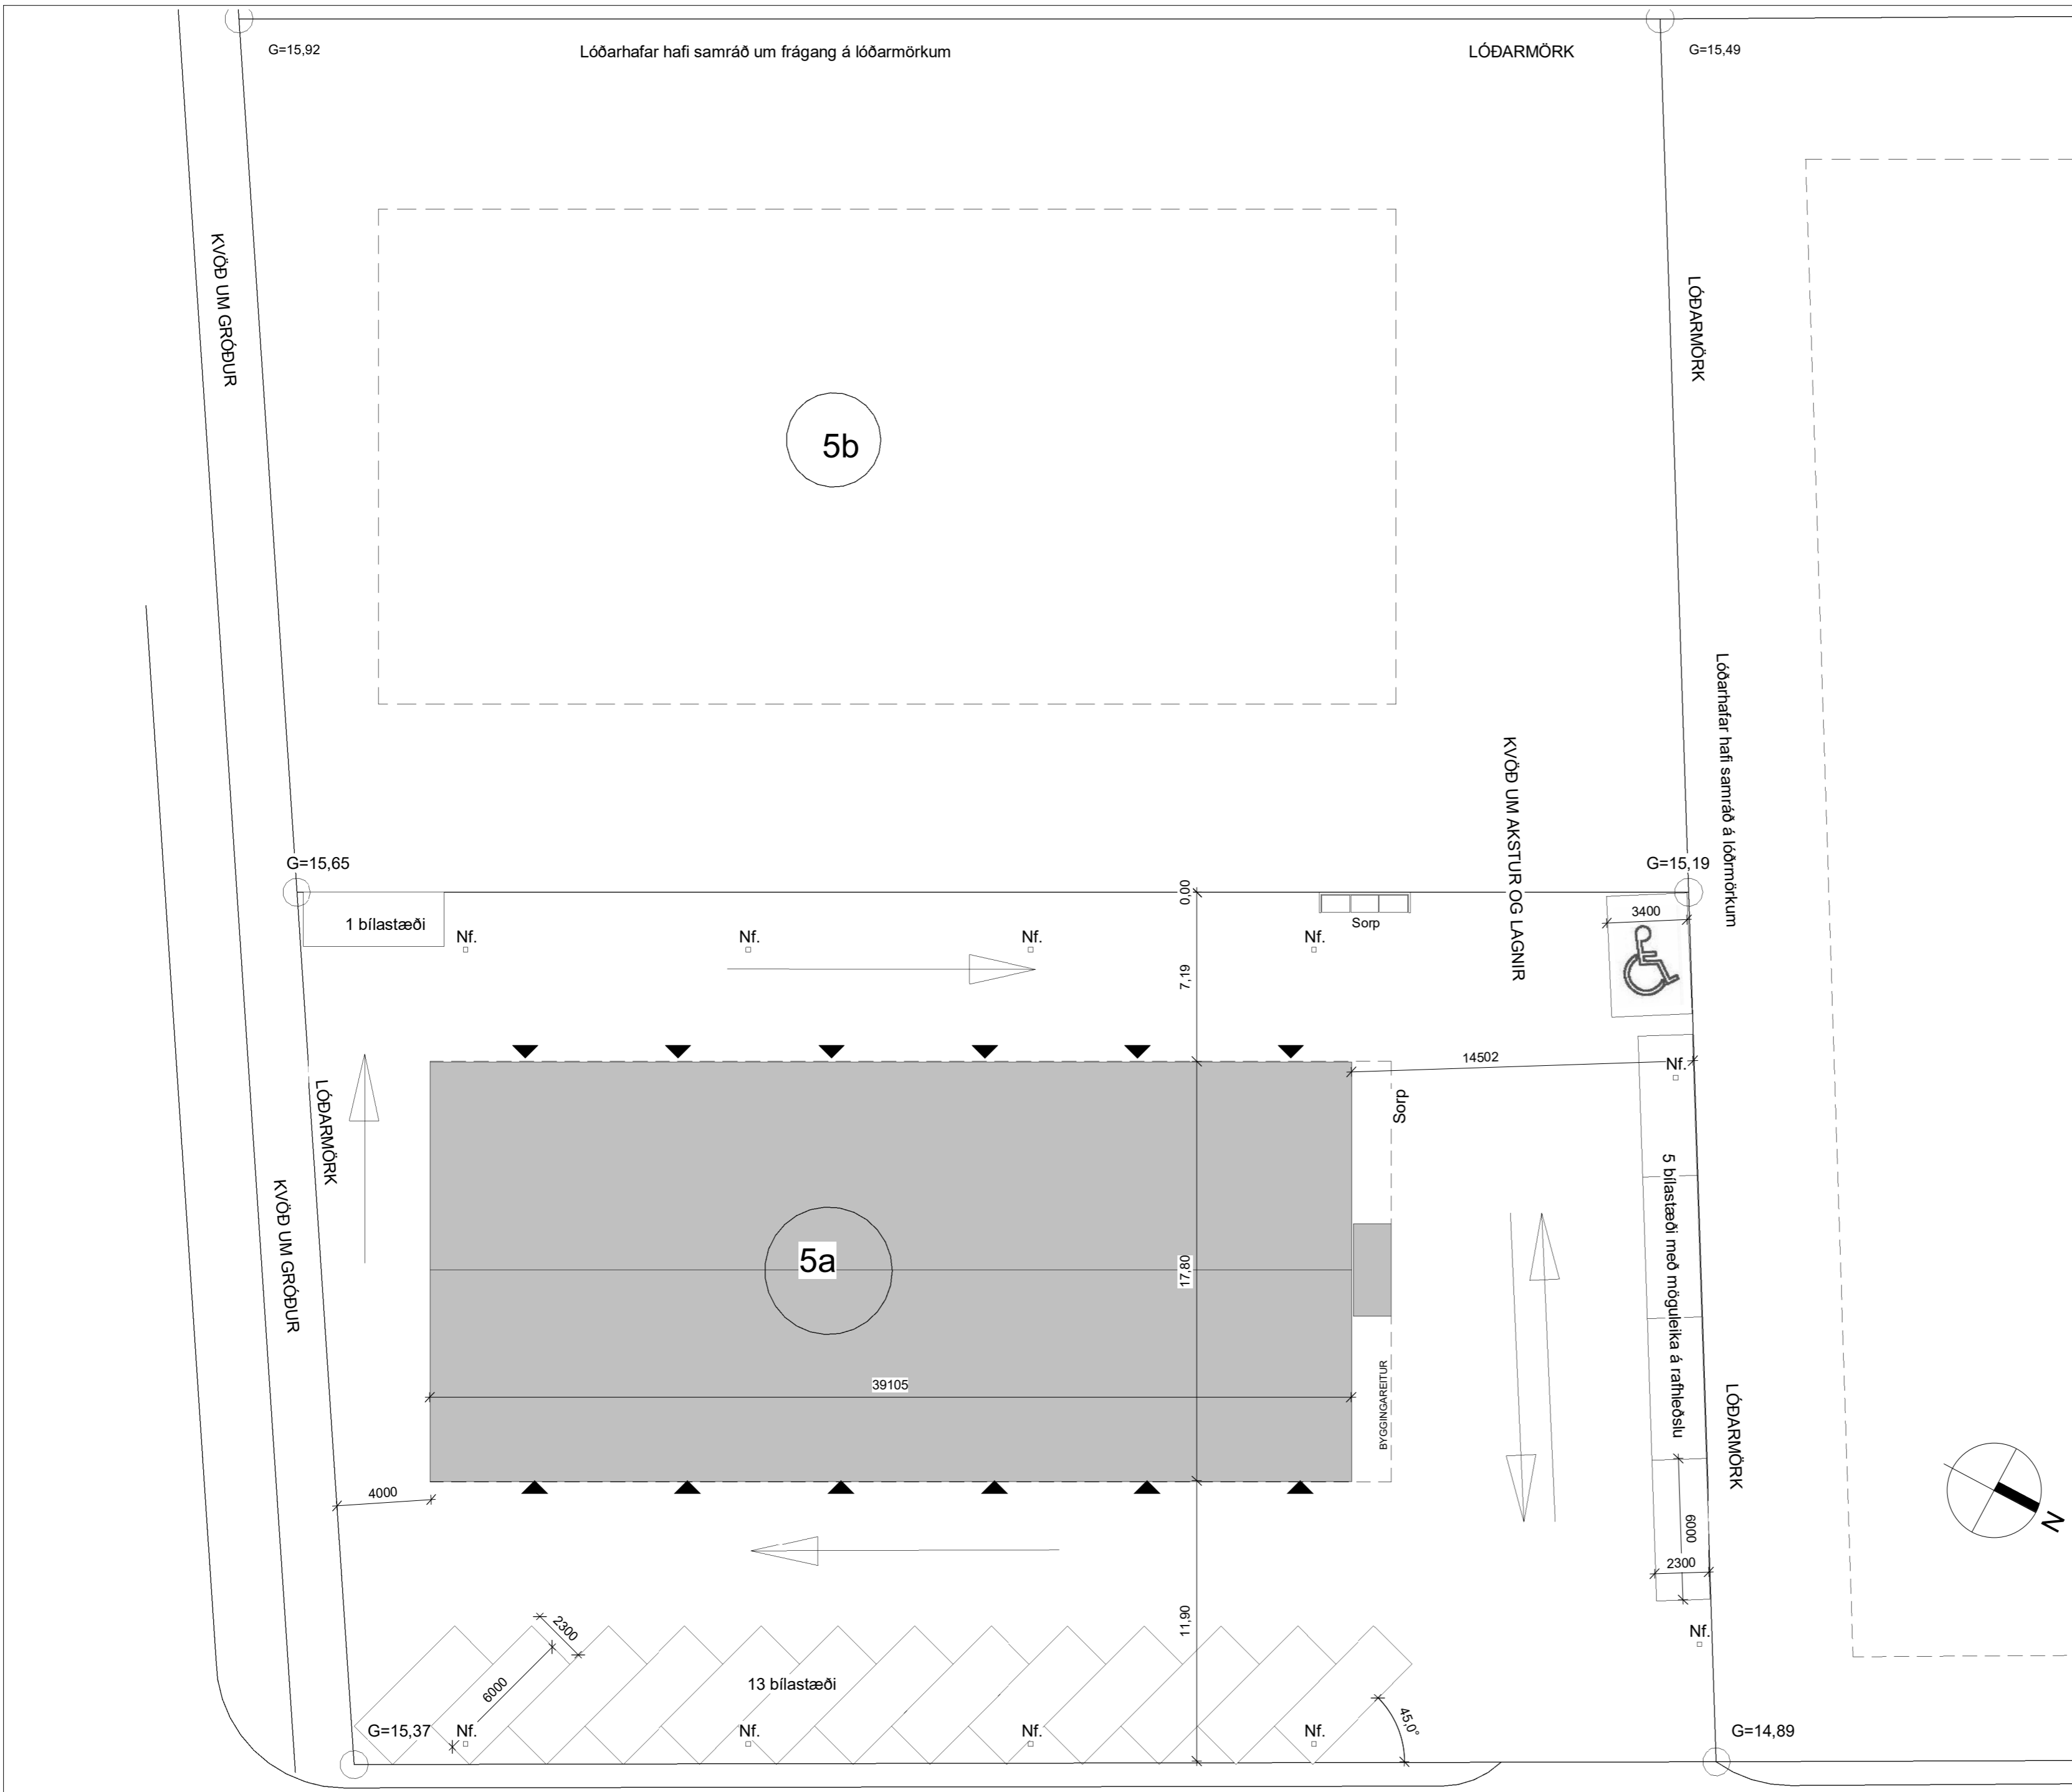 G=15,92
Lóðarhafar hafi samráð um frágang á lóðarmörkum
LÓÐARMÖRK
G=15,49
KVÖÐ UM GRÓÐUR
LÓÐARMÖRK
5b
Lóðarhafar hafi samráð á lóðrmörkum
KVÖÐ UM AKSTUR OG LAGNIR
G=15,65
G=15,19
0,00
1 bílastæði
Nf.
Nf.
Nf.
Nf.
Sorp
3400
7,19
14502
Nf.
Sorp
LÓÐARMÖRK
KVÖÐ UM GRÓÐUR
5 bílastæði með möguleika á rafhleðslu
5a
17,80
39105
BYGGINGAREITUR
LÓÐARMÖRK
4000
6000
2300
N
11,90
2300
6000
13 bílastæði
Nf.
45,0°
G=15,37
Nf.
Nf.
Nf.
Nf.
G=14,89